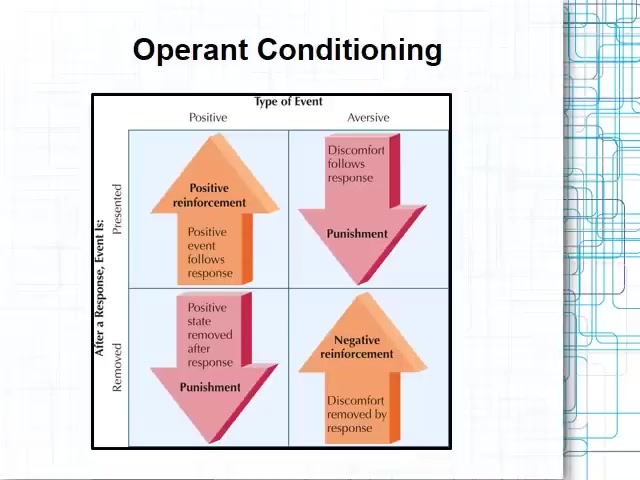 Operant Conditioning
Type of Event
Positive
Aversive
After a Response, Event Is:
Presented
Positive
reinforcement
Positive
event
follows
response
Discomfort
follows
response
Punishment
Removed
Positive
state
removed
after
response
Punishment
Negative
reinforcement
Discomfort
removed by
response